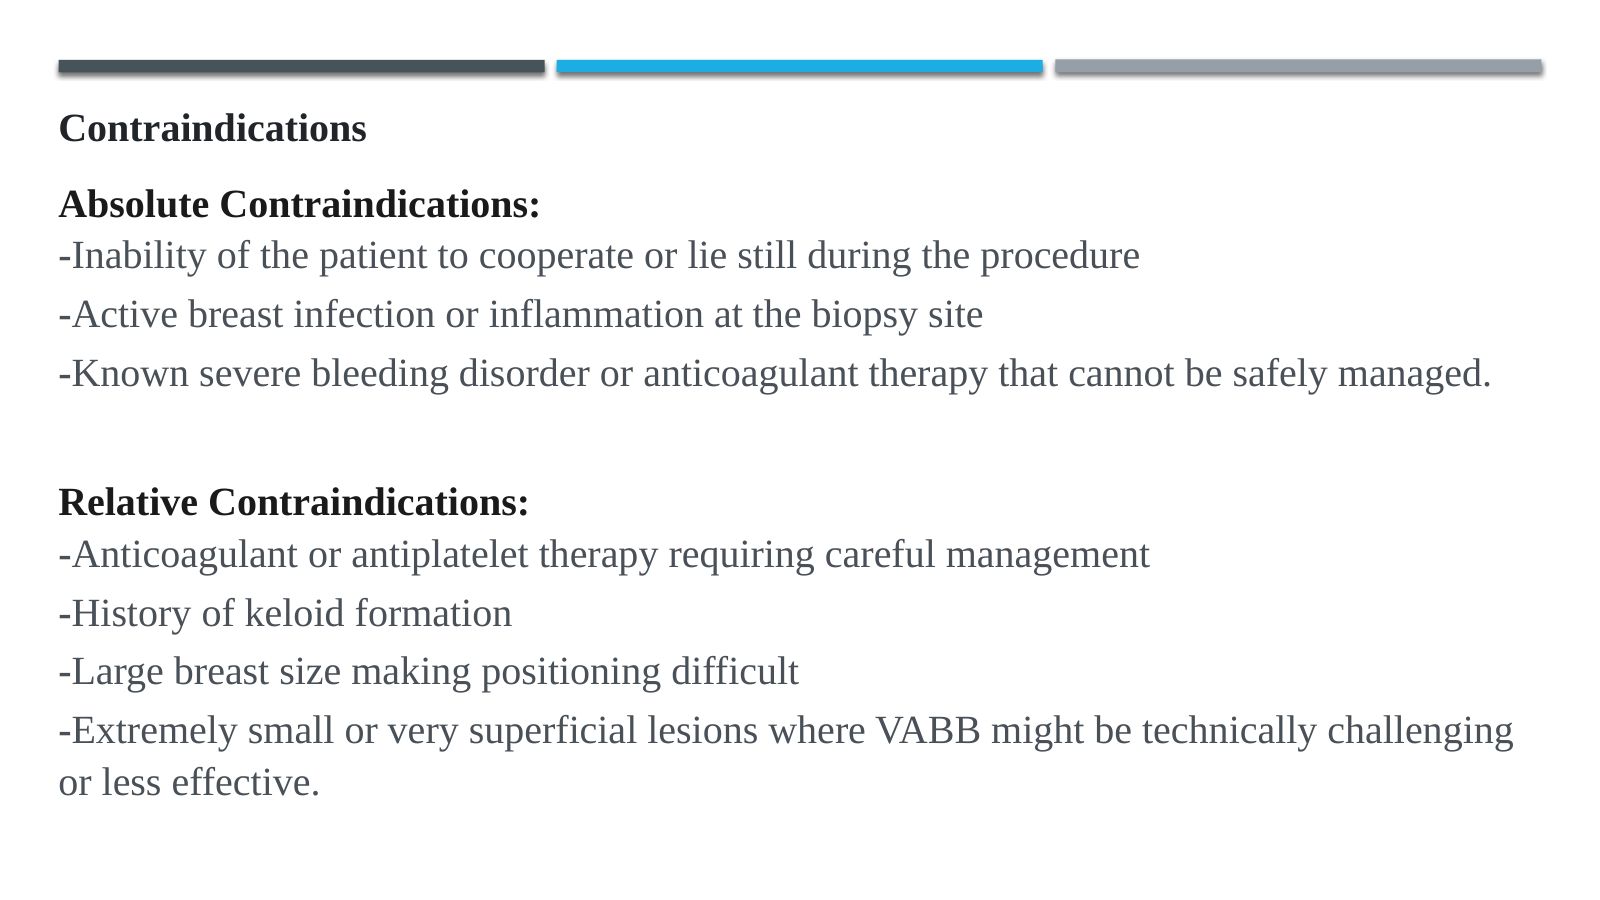 Contraindications
Absolute Contraindications:
-Inability of the patient to cooperate or lie still during the procedure
-Active breast infection or inflammation at the biopsy site
-Known severe bleeding disorder or anticoagulant therapy that cannot be safely managed.
Relative Contraindications:
-Anticoagulant or antiplatelet therapy requiring careful management
-History of keloid formation
-Large breast size making positioning difficult
-Extremely small or very superficial lesions where VABB might be technically challenging
or less effective.